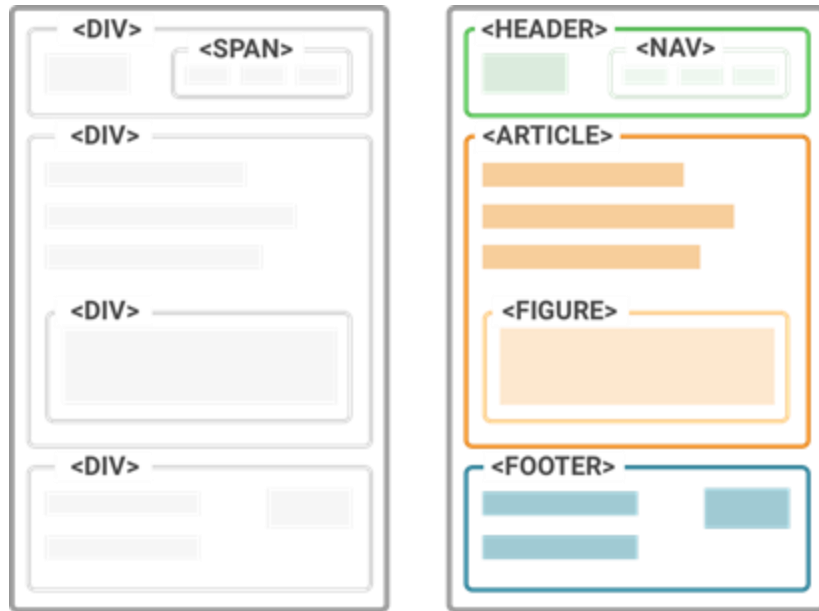 <DIV>
<SPAN>
<DIV>
<DIV>
<DIV>
<HEADER>
<NAV>
<ARTICLE>
<FIGURE>
<FOOTER>